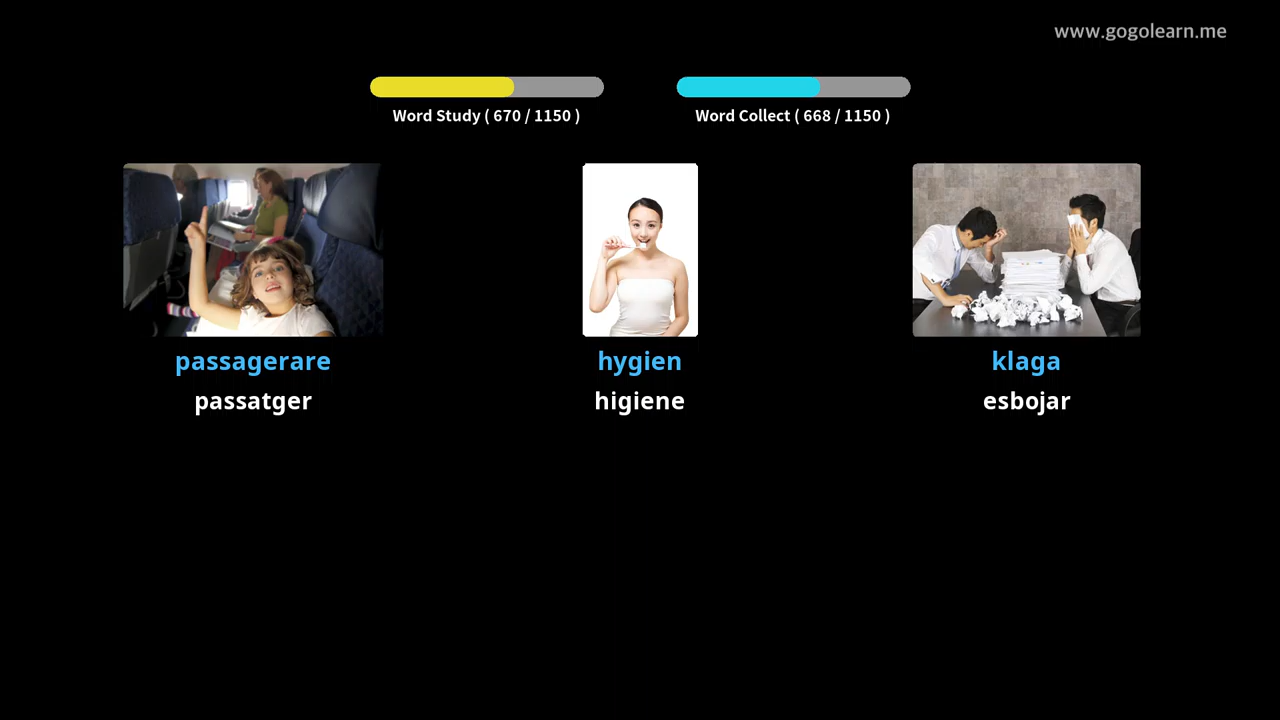 www.gogolearn.me
Word Study ( 670 / 1150 )
Word Collect ( 668 / 1150 )
passagerare
hygien
klaga
passatger
higiene
esbojar